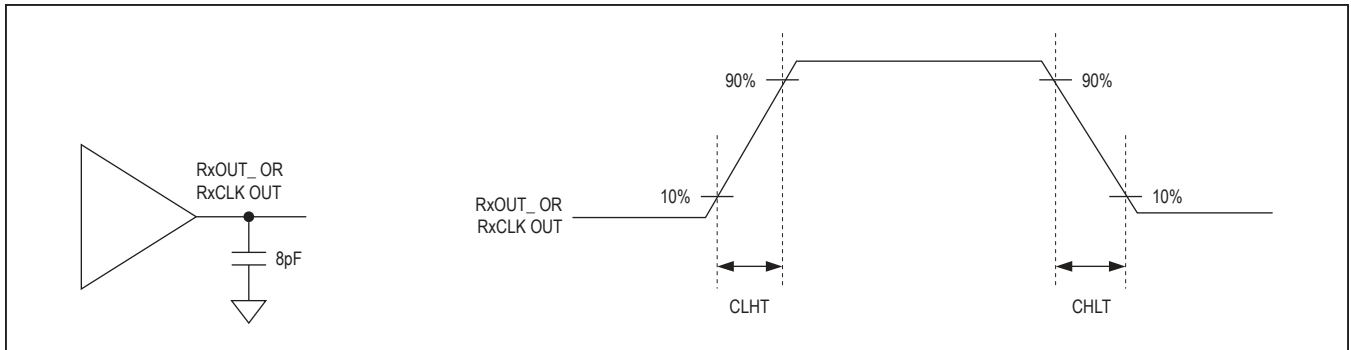 RxOUT_ OR
RxCLK OUT
8pF
RxOUT_ OR
RxCLK OUT
10%
90%
90%
10%
CLHT
CHLT